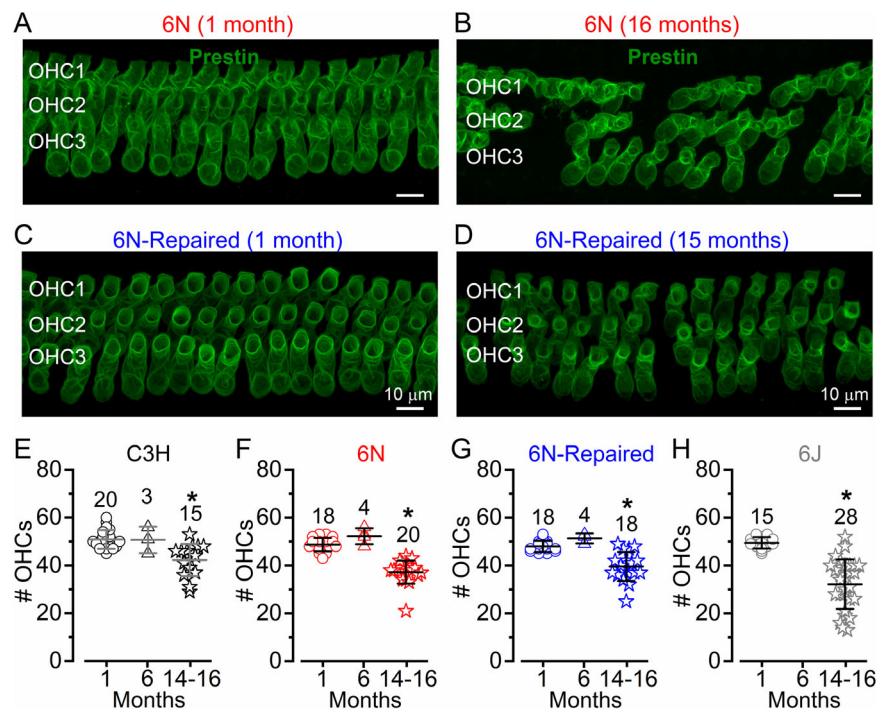 A 6N (1 month)
Prestin
OHC1
OHC2
OHC3
B 6N (16 months)
Prestin
OHC1
OHC2
OHC3
C 6N-Repaired (1 month)
OHC1
OHC2
OHC3
10 μm
D 6N-Repaired (15 months)
OHC1
OHC2
OHC3
10 μm
E C3H
# OHCs
80
60
40
20
0
20 3 * 15
1 6 14-16
Months
F 6N
# OHCs
80
60
40
20
0
18 4 * 20
1 6 14-16
Months
G 6N-Repaired
# OHCs
80
60
40
20
0
18 4 * 18
1 6 14-16
Months
H 6J
# OHCs
80
60
40
20
0
15 * 28
1 6 14-16
Months